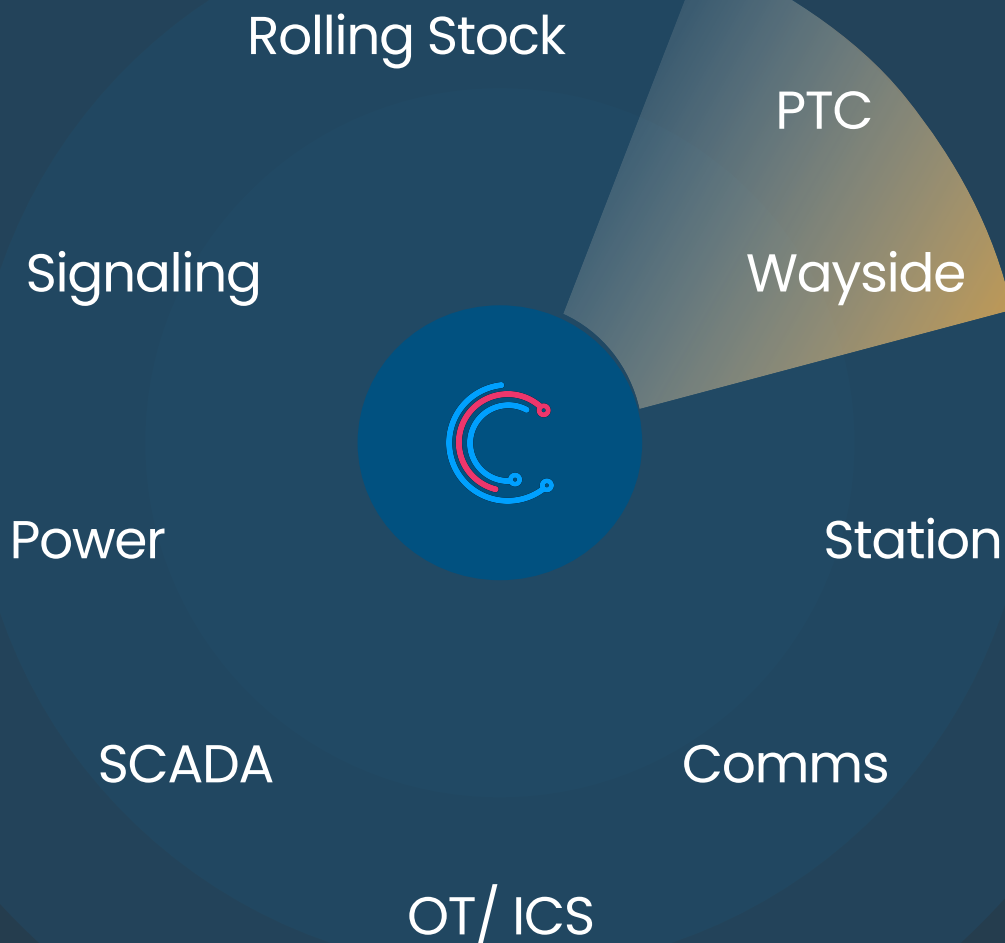 Rolling Stock
PTC
Signaling
Wayside
Power
Station
SCADA
Comms
OT/ ICS